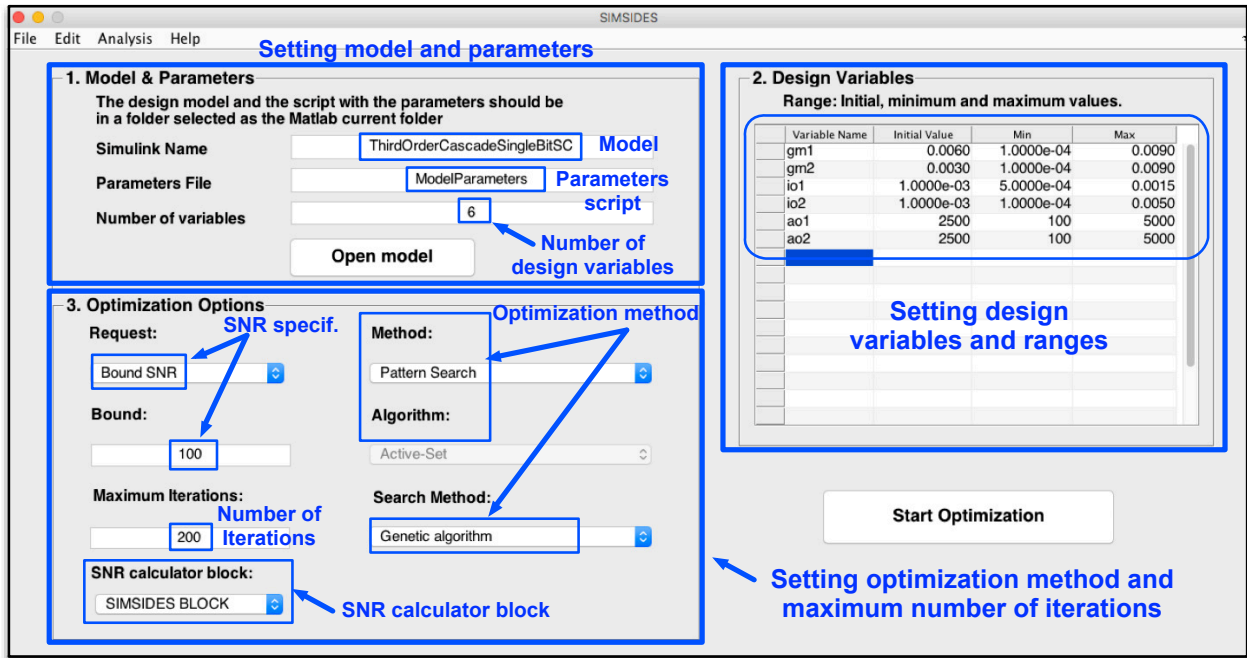 SIMSIDES
File Edit Analysis Help
Setting model and parameters
1. Model & Parameters
The design model and the script with the parameters should be
in a folder selected as the Matlab current folder
Simulink Name ThirdOrderCascadeSingleBitSC Model
Parameters File ModelParameters Parameters
script
Number of variables 6
Open model
Number of
design variables
2. Design Variables
Range: Initial, minimum and maximum values.
Variable Name Initial Value Min Max
gm1 0.0060 1.0000e-04 0.0090
gm2 0.0030 1.0000e-04 0.0090
io1 1.0000e-03 5.0000e-04 0.0015
io2 1.0000e-03 1.0000e-04 0.0050
ao1 2500 100 5000
ao2 2500 100 5000
Setting design
variables and ranges
3. Optimization Options
SNR specif.
Optimization method
Request: Method:
Bound SNR Pattern Search
Bound: Algorithm:
100 Active-Set
Maximum Iterations: Search Method:
Number of
Iterations
200 Genetic algorithm
SNR calculator block:
SIMSIDES BLOCK
SNR calculator block
Start Optimization
Setting optimization method and
maximum number of iterations